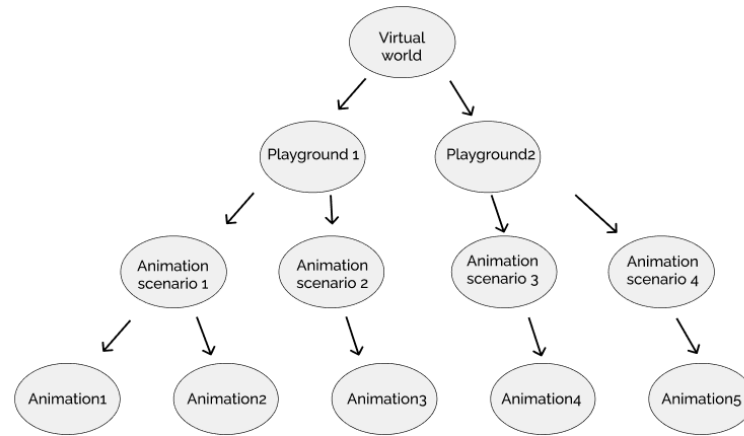 Virtual
world
Playground 1
Playground2
Animation
scenario 1
Animation
scenario 2
Animation
scenario 3
Animation
scenario 4
Animation1
Animation2
Animation3
Animation4
Animation5